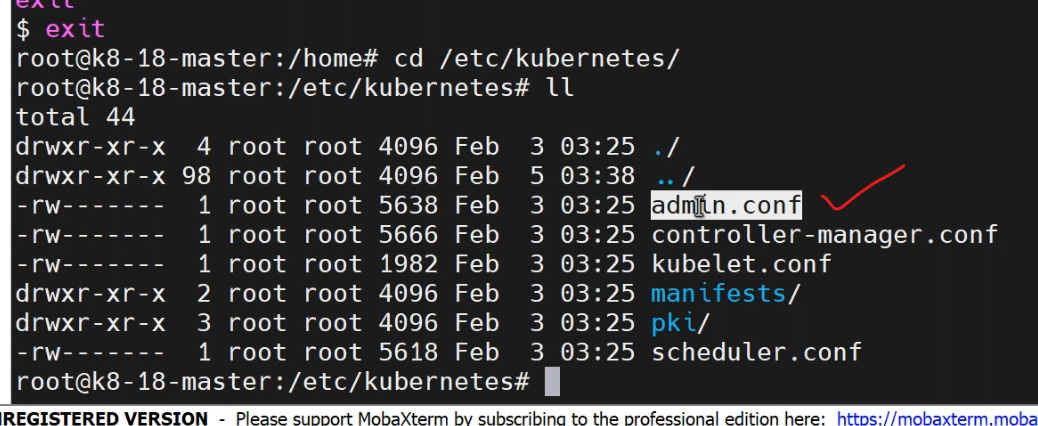 exit
$ exit
root@k8-18-master:/home# cd /etc/kubernetes/
root@k8-18-master:/etc/kubernetes# ll
total 44
drwxr-xr-x  4 root root 4096 Feb  3 03:25 ./
drwxr-xr-x 98 root root 4096 Feb  5 03:38 ../
-rw-------  1 root root 5638 Feb  3 03:25 admin.conf
-rw-------  1 root root 5666 Feb  3 03:25 controller-manager.conf
-rw-------  1 root root 1982 Feb  3 03:25 kubelet.conf
drwxr-xr-x  2 root root 4096 Feb  3 03:25 manifests/
drwxr-xr-x  3 root root 4096 Feb  3 03:25 pki/
-rw-------  1 root root 5618 Feb  3 03:25 scheduler.conf
root@k8-18-master:/etc/kubernetes#
NREGISTERED VERSION - Please support MobaXterm by subscribing to the professional edition here: https://mobaxterm.moba